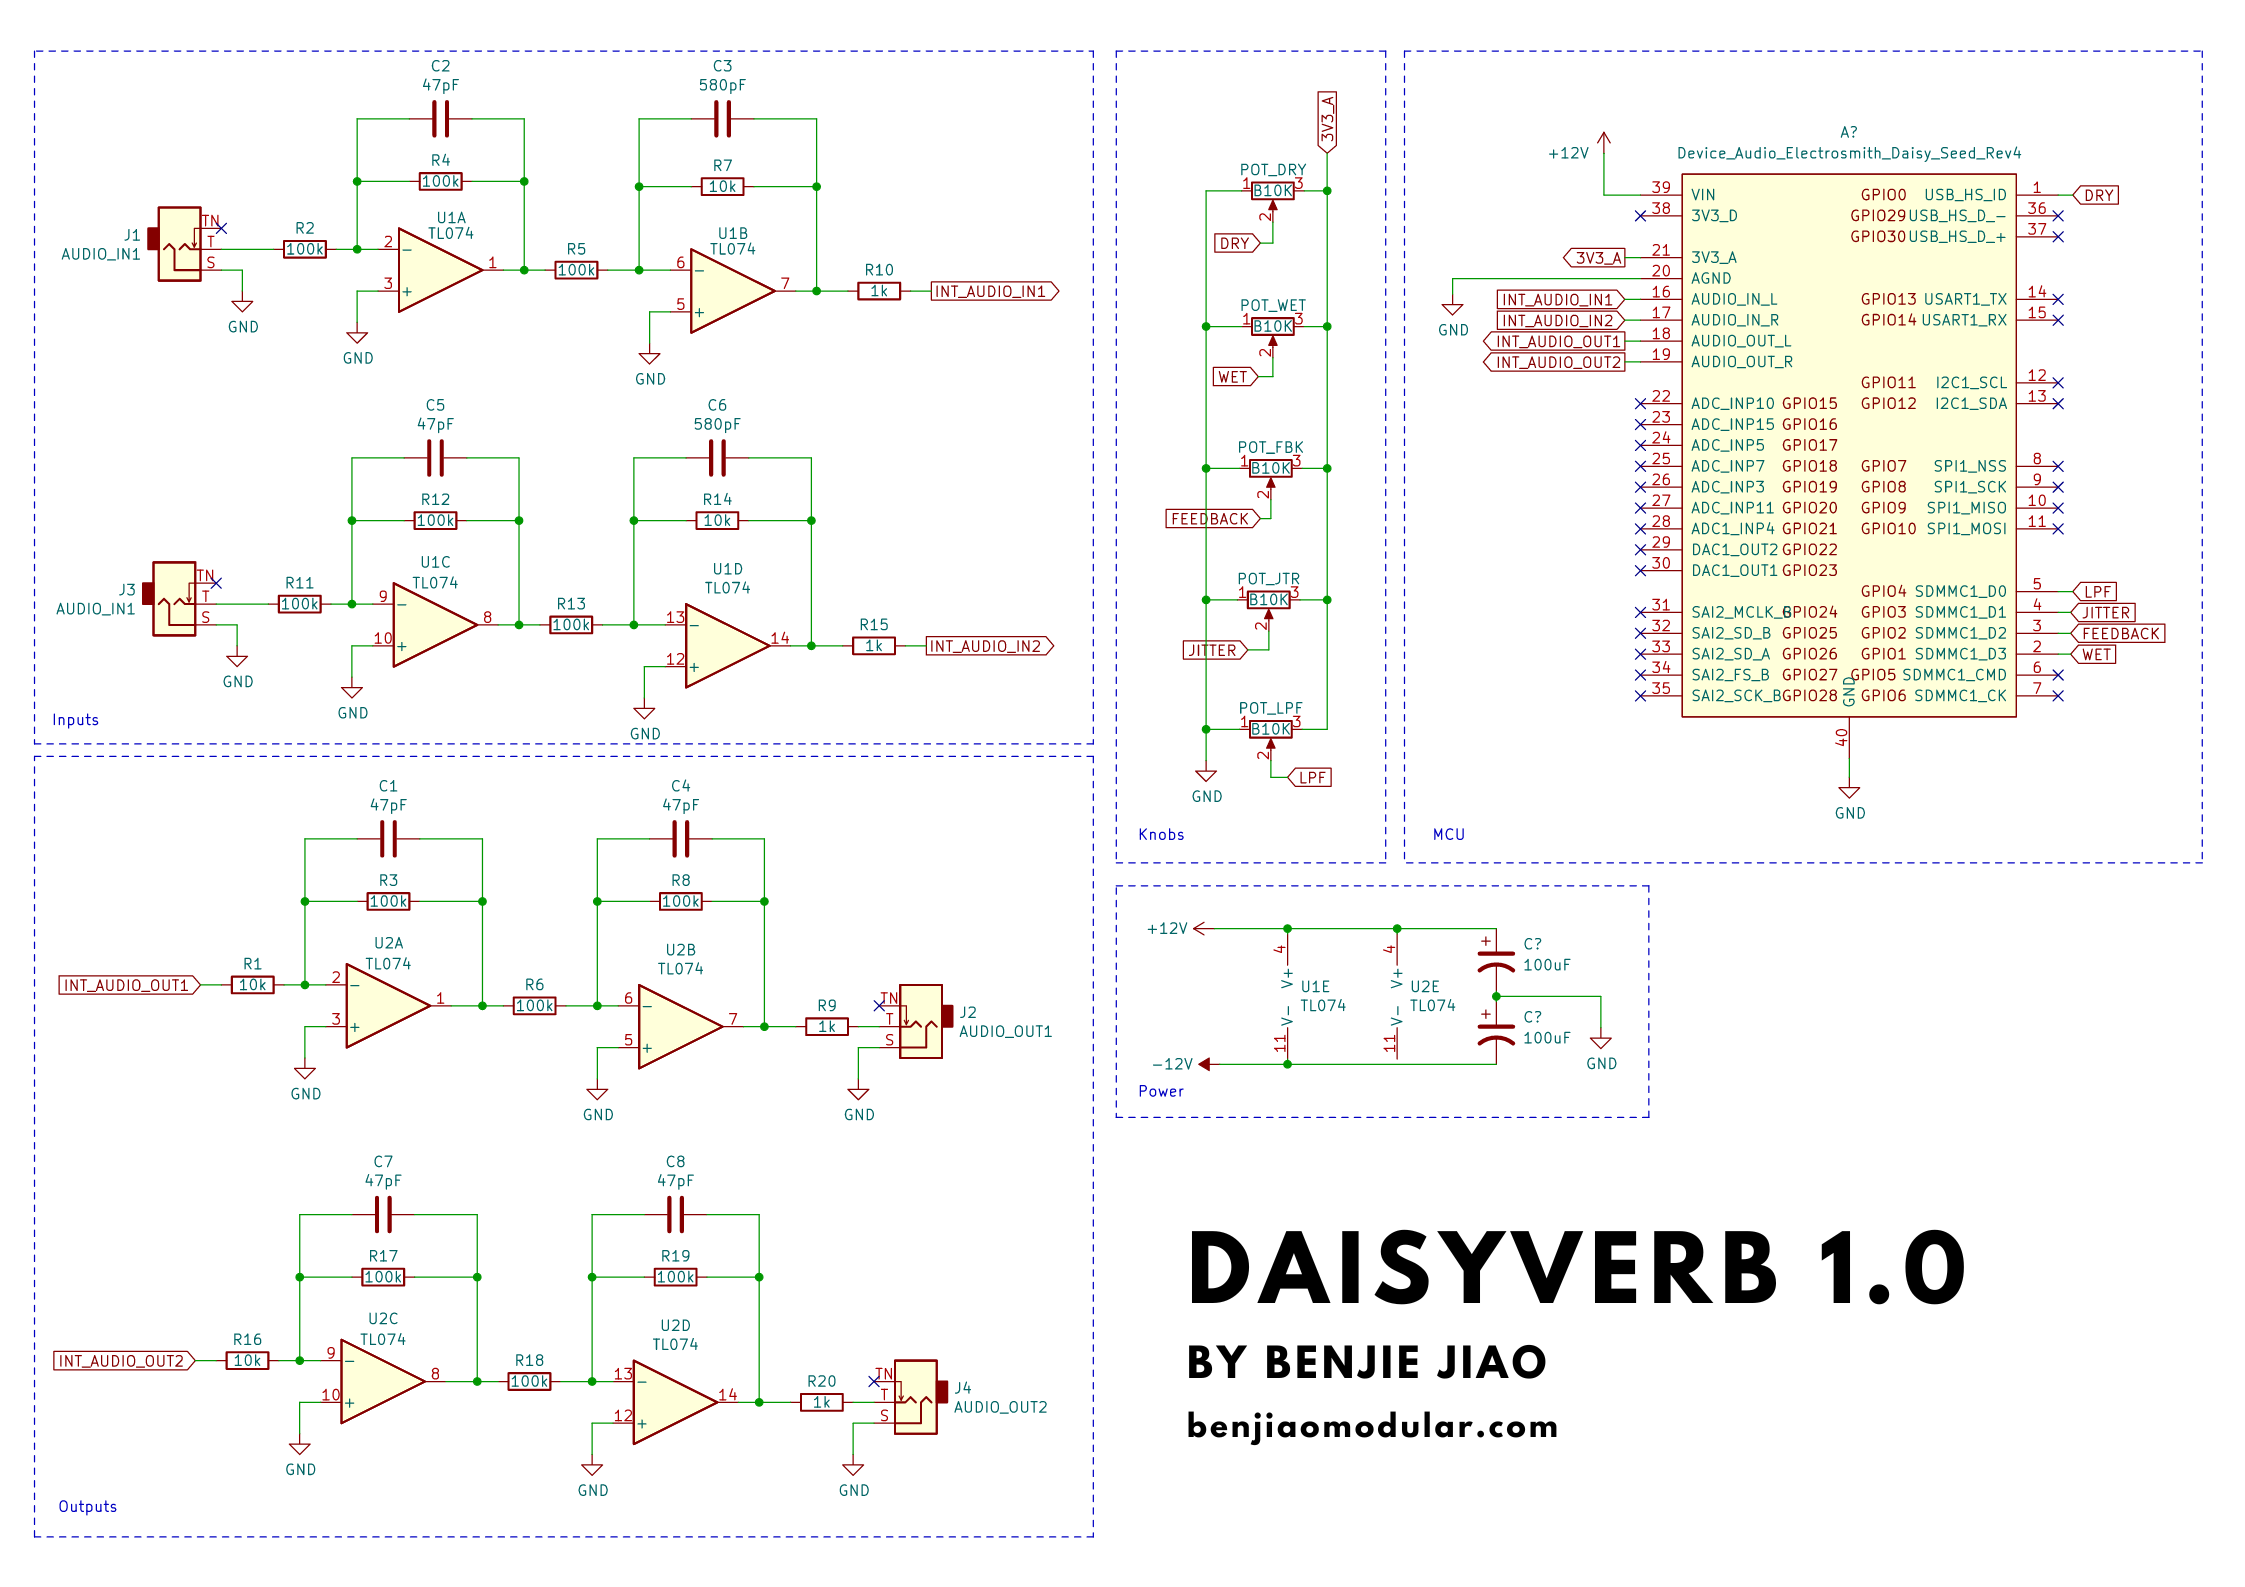 C2
47pF
R4
100k
C3
580pF
R7
10k
J1
AUDIO_IN1
TN
T
S
GND
R2
100k
U1A
TL074
2
3
1
GND
R5
100k
U1B
TL074
6
5
7
GND
R10
1k
INT_AUDIO_IN1
C5
47pF
R12
100k
C6
580pF
R14
10k
J3
AUDIO_IN1
TN
T
S
GND
R11
100k
U1C
TL074
9
10
8
GND
R13
100k
U1D
TL074
13
12
14
GND
R15
1k
INT_AUDIO_IN2
Inputs
C1
47pF
R3
100k
C4
47pF
R8
100k
INT_AUDIO_OUT1
R1
10k
U2A
TL074
2
3
1
GND
R6
100k
U2B
TL074
6
5
7
GND
R9
1k
TN
T
S
J2
AUDIO_OUT1
GND
C7
47pF
R17
100k
C8
47pF
R19
100k
INT_AUDIO_OUT2
R16
10k
U2C
TL074
9
10
8
GND
R18
100k
U2D
TL074
13
12
14
GND
R20
1k
TN
T
S
J4
AUDIO_OUT2
GND
Outputs
3V3_A
POT_DRY
1 B10K 3
2
DRY
POT_WET
1 B10K 3
2
WET
POT_FBK
1 B10K 3
2
FEEDBACK
POT_JTR
1 B10K 3
2
JITTER
POT_LPF
1 B10K 3
2
LPF
GND
Knobs
A?
Device_Audio_Electrosmith_Daisy_Seed_Rev4
+12V
39 VIN GPIO0 USB_HS_ID 1 DRY
38 3V3_D GPIO29 USB_HS_D_- 36
GPIO30 USB_HS_D_+ 37
3V3_A 21 3V3_A
20 AGND
GND
INT_AUDIO_IN1 16 AUDIO_IN_L GPIO13 USART1_TX 14
INT_AUDIO_IN2 17 AUDIO_IN_R GPIO14 USART1_RX 15
INT_AUDIO_OUT1 18 AUDIO_OUT_L
INT_AUDIO_OUT2 19 AUDIO_OUT_R
GPIO11 I2C1_SCL 12
22 ADC_INP10 GPIO15 GPIO12 I2C1_SDA 13
23 ADC_INP15 GPIO16
24 ADC_INP5 GPIO17
25 ADC_INP7 GPIO18 GPIO7 SPI1_NSS 8
26 ADC_INP3 GPIO19 GPIO8 SPI1_SCK 9
27 ADC_INP11 GPIO20 GPIO9 SPI1_MISO 10
28 ADC1_INP4 GPIO21 GPIO10 SPI1_MOSI 11
29 DAC1_OUT2 GPIO22
30 DAC1_OUT1 GPIO23
GPIO4 SDMMC1_D0 5 LPF
31 SAI2_MCLK_B GPIO24 GPIO3 SDMMC1_D1 4 JITTER
32 SAI2_SD_B GPIO25 GPIO2 SDMMC1_D2 3 FEEDBACK
33 SAI2_SD_A GPIO26 GPIO1 SDMMC1_D3 2 WET
34 SAI2_FS_B GPIO27 GPIO5 SDMMC1_CMD 6
35 SAI2_SCK_B GPIO28 GPIO6 SDMMC1_CK 7
GND
40
GND
MCU
+12V
4
V+
U1E
TL074
V-
11
4
V+
U2E
TL074
V-
11
C?
100uF
C?
100uF
GND
-12V
Power
DAISYVERB 1.0
BY BENJIE JIAO
benjiaomodular.com